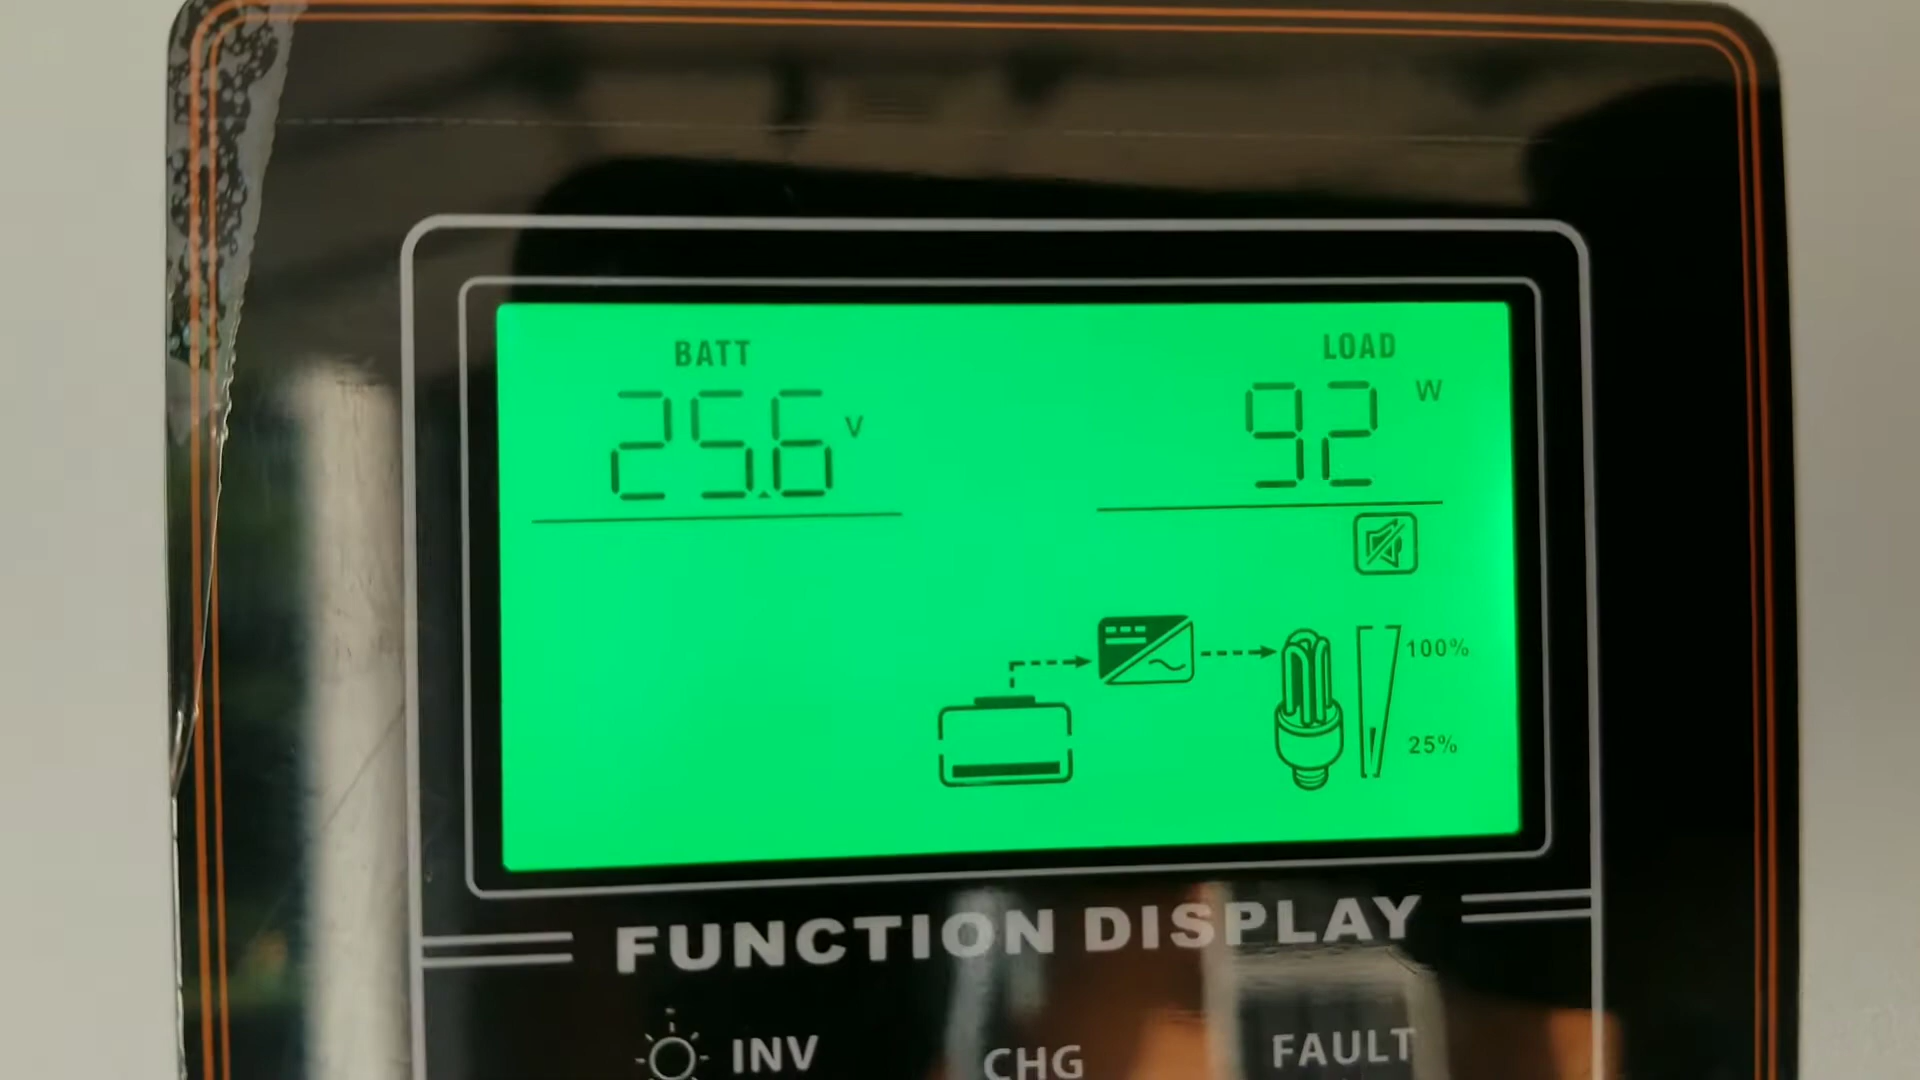 BATT
25.6 V
LOAD
92 W
100%
25%
FUNCTION DISPLAY
INV
CHG
FAULT